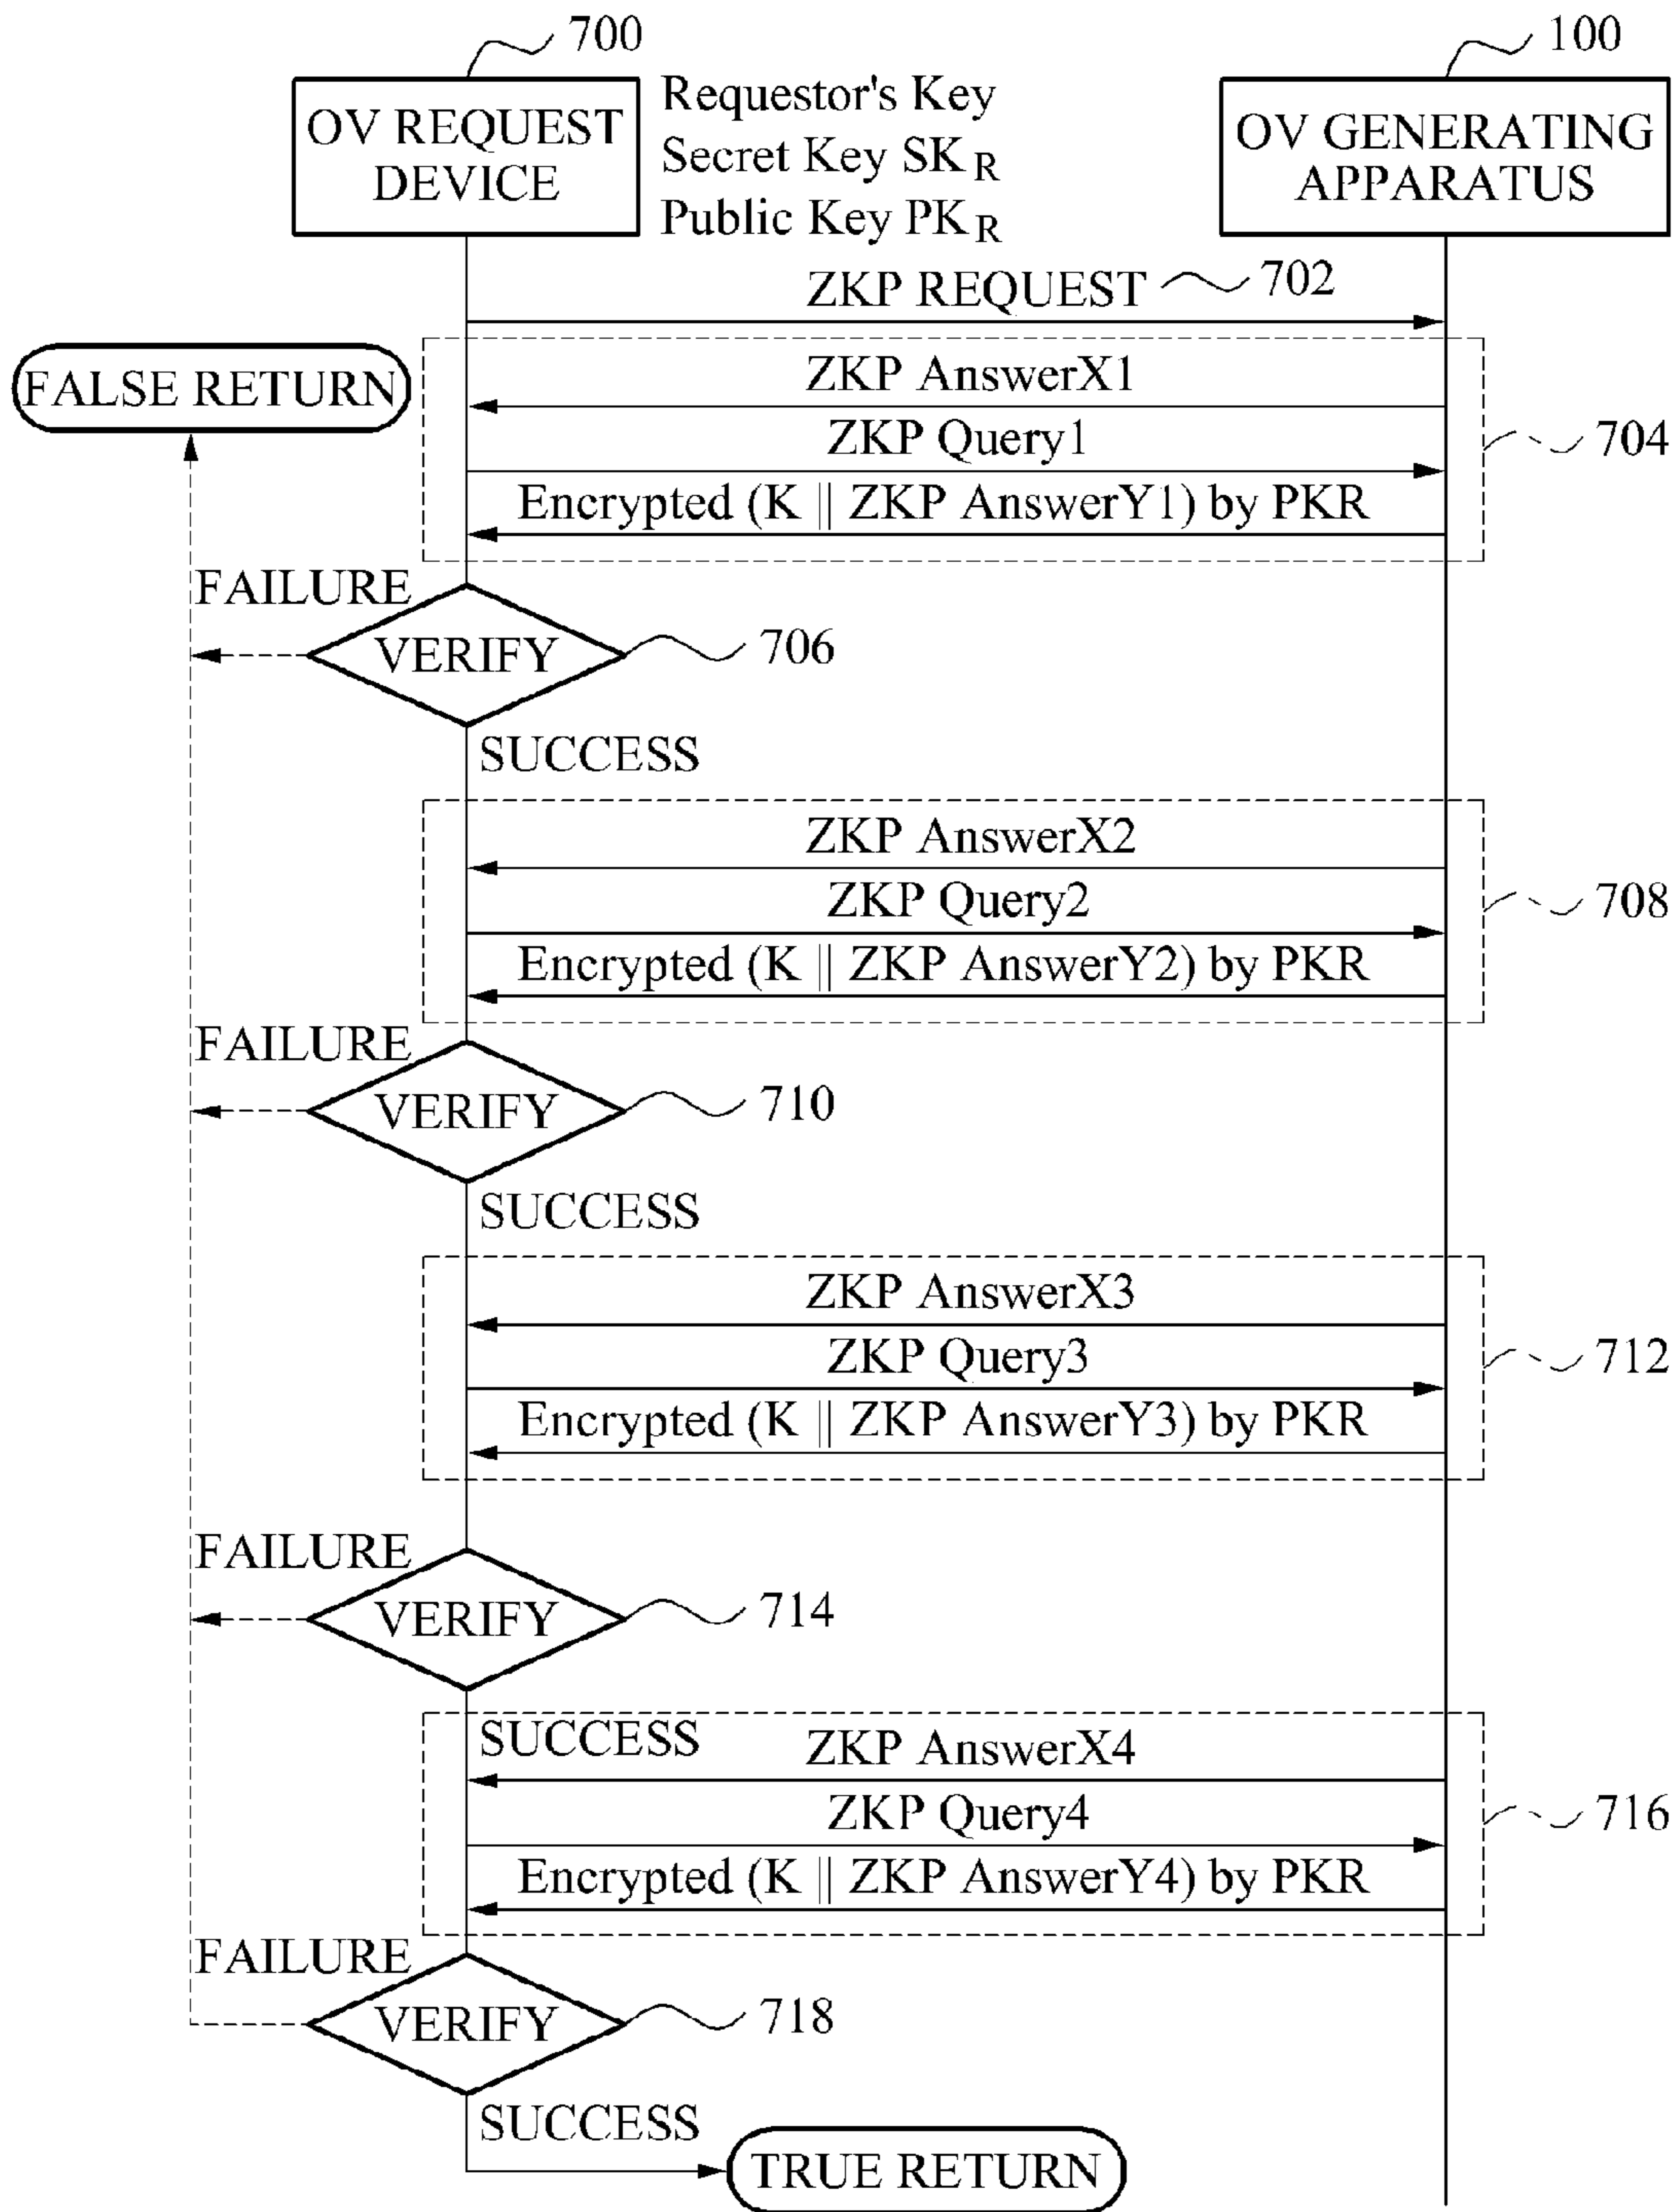 700
100
OV REQUEST
DEVICE
Requestor's Key
Secret Key SK R
Public Key PK R
OV GENERATING
APPARATUS
ZKP REQUEST
702
FALSE RETURN
ZKP AnswerX1
ZKP Query1
704
Encrypted (K || ZKP AnswerY1) by PKR
FAILURE
VERIFY
706
SUCCESS
ZKP AnswerX2
ZKP Query2
708
Encrypted (K || ZKP AnswerY2) by PKR
FAILURE
VERIFY
710
SUCCESS
ZKP AnswerX3
ZKP Query3
712
Encrypted (K || ZKP AnswerY3) by PKR
FAILURE
VERIFY
714
SUCCESS
ZKP AnswerX4
ZKP Query4
716
Encrypted (K || ZKP AnswerY4) by PKR
FAILURE
VERIFY
718
SUCCESS
TRUE RETURN